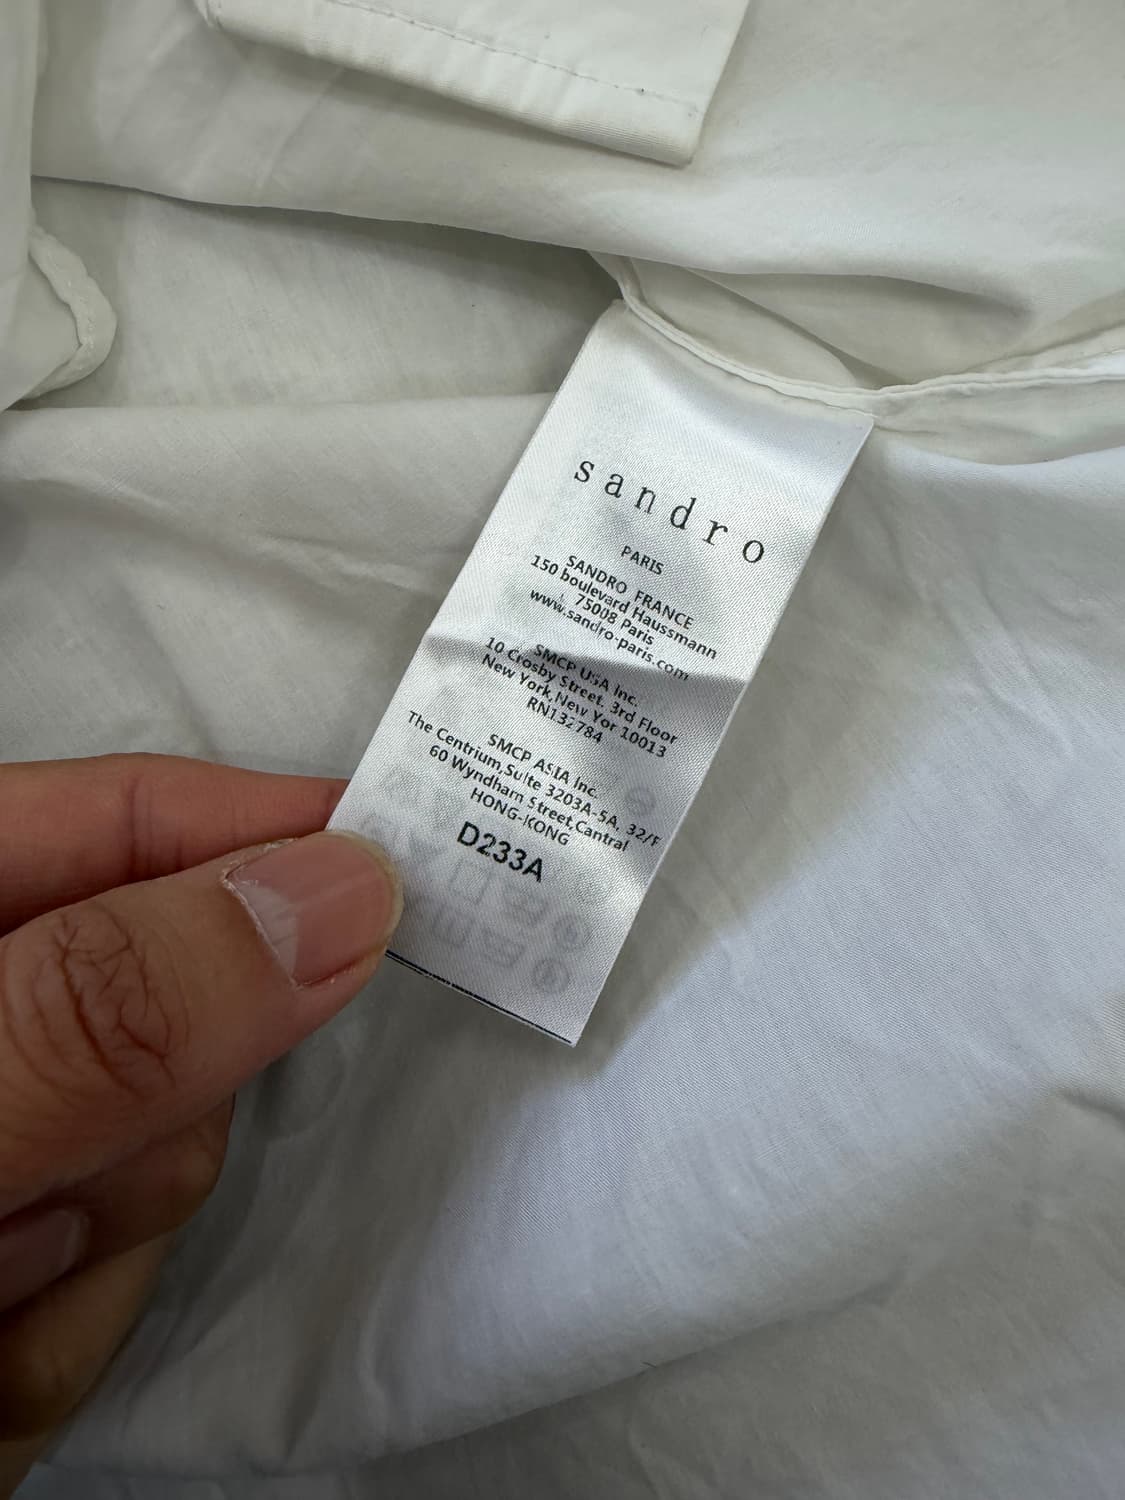 sandro
PARIS
SANDRO FRANCE
150 boulevard Haussmann
75008 Paris
www.sandro-paris.com
SMCP USA Inc.
10 Crosby Street, 3rd Floor
New York,New Yor 10013
RN132784
SMCP ASIA Inc.
The Centrium,Suite 3203A-5A, 32/F
60 Wyndham Street,Cantral
HONG-KONG
D233A